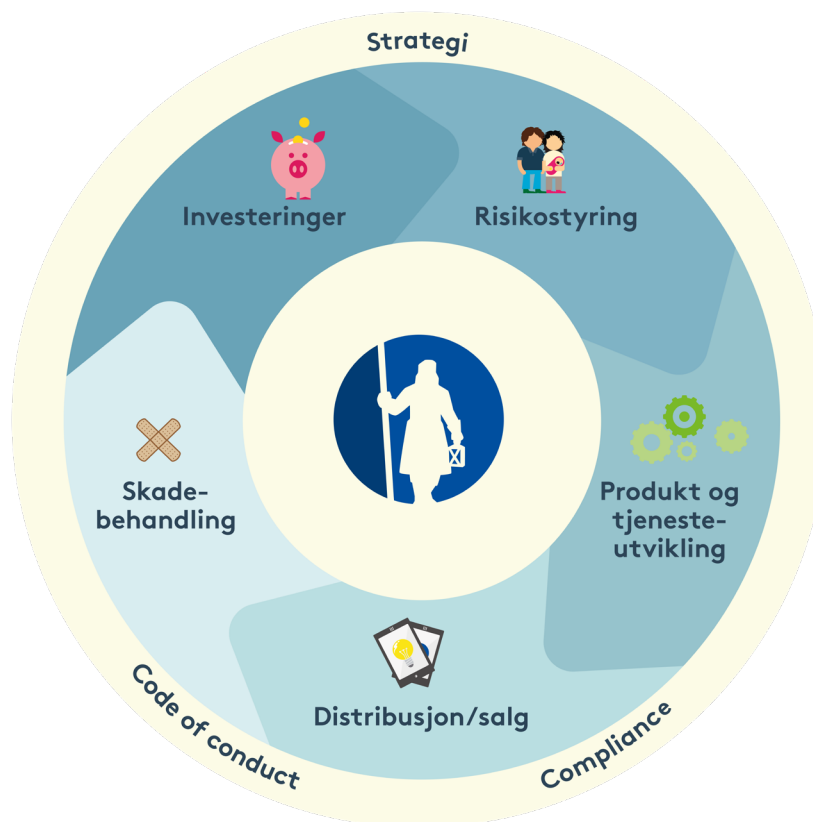 Strategi
Investeringer
Risikostyring
Skade-
behandling
Produkt og
tjeneste-
utvikling
Distribusjon/salg
Code of conduct
Compliance